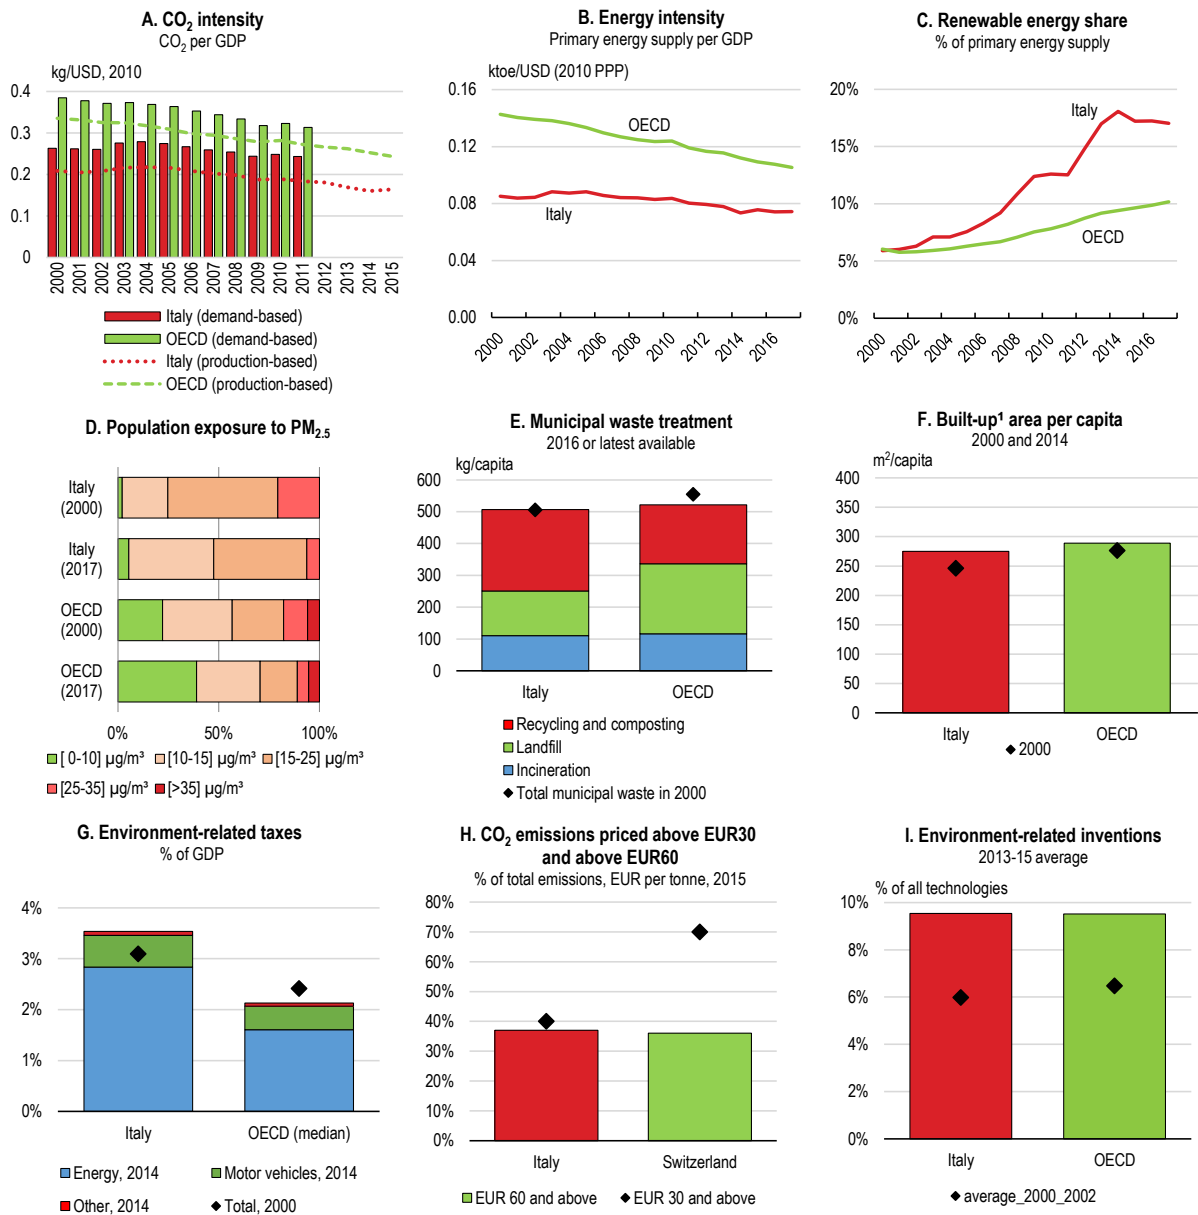 A. CO2 intensity
CO2 per GDP
kg/USD, 2010
0.4
0.3
0.2
0.1
0
2000
2001
2002
2003
2004
2005
2006
2007
2008
2009
2010
2011
2012
2013
2014
2015
Italy (demand-based)
OECD (demand-based)
Italy (production-based)
OECD (production-based)
B. Energy intensity
Primary energy supply per GDP
ktoe/USD (2010 PPP)
0.16
0.12
0.08
0.04
0.00
OECD
Italy
2000
2002
2004
2006
2008
2010
2012
2014
2016
C. Renewable energy share
% of primary energy supply
20%
15%
10%
5%
0%
Italy
OECD
2000
2002
2004
2006
2008
2010
2012
2014
2016
D. Population exposure to PM2.5
Italy
(2000)
Italy
(2017)
OECD
(2000)
OECD
(2017)
0%
50%
100%
[ 0-10] µg/m³
[10-15] µg/m³
[15-25] µg/m³
[25-35] µg/m³
[>35] µg/m³
E. Municipal waste treatment
2016 or latest available
kg/capita
600
500
400
300
200
100
0
Italy
OECD
Recycling and composting
Landfill
Incineration
Total municipal waste in 2000
F. Built-up¹ area per capita
2000 and 2014
m²/capita
400
350
300
250
200
150
100
50
0
Italy
OECD
2000
G. Environment-related taxes
% of GDP
4%
3%
2%
1%
0%
Italy
OECD (median)
Energy, 2014
Motor vehicles, 2014
Other, 2014
Total, 2000
H. CO2 emissions priced above EUR30
and above EUR60
% of total emissions, EUR per tonne, 2015
80%
70%
60%
50%
40%
30%
20%
10%
0%
Italy
Switzerland
EUR 60 and above
EUR 30 and above
I. Environment-related inventions
2013-15 average
% of all technologies
10%
8%
6%
4%
2%
0%
Italy
OECD
average_2000_2002